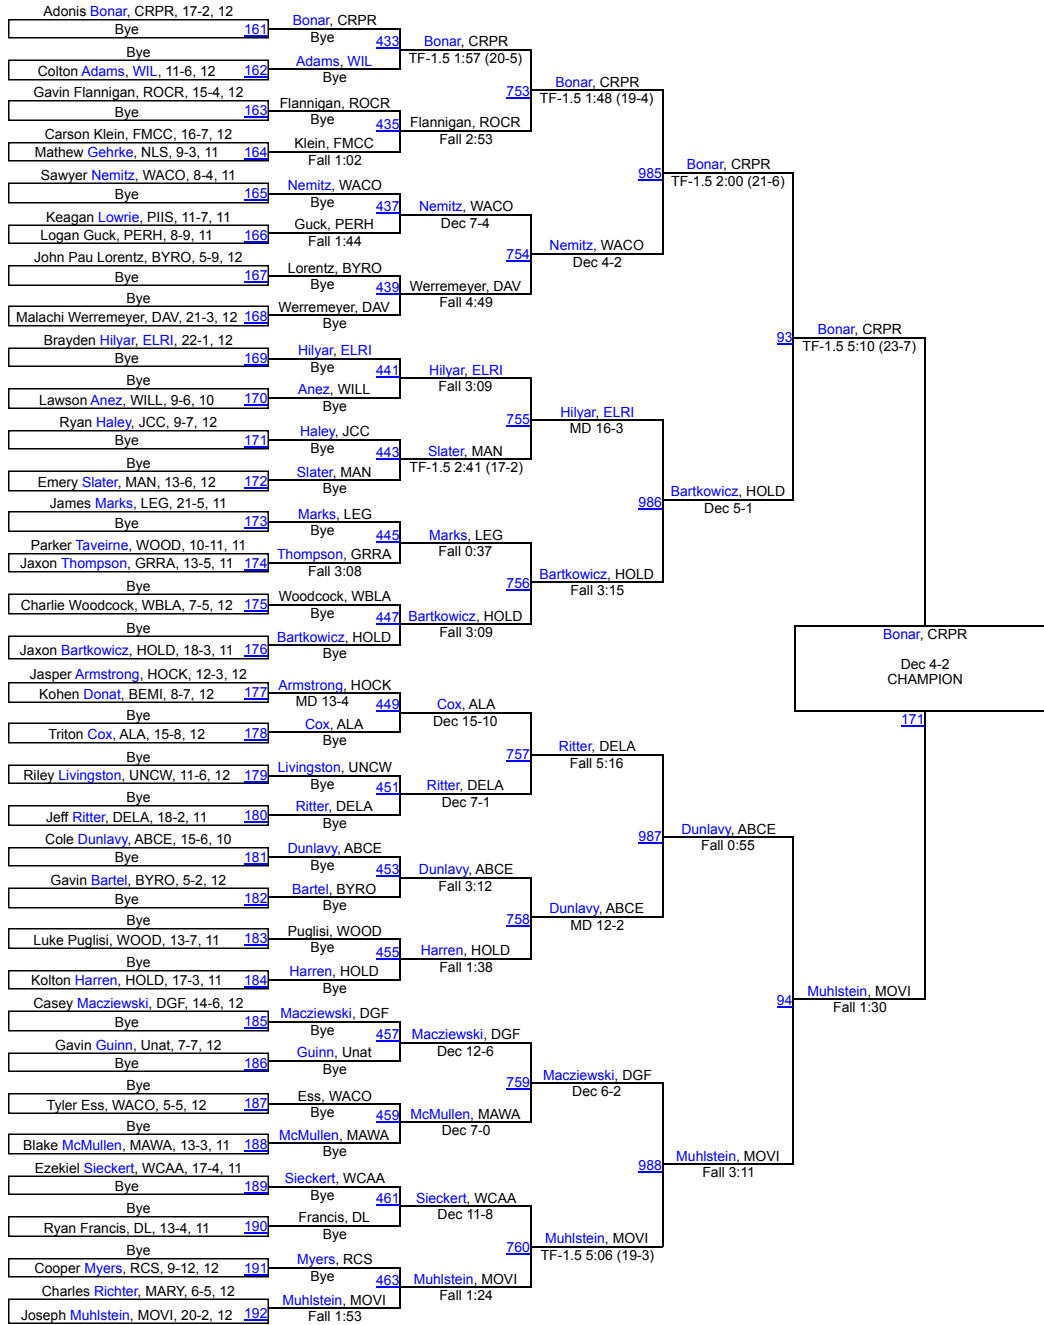 Adonis Bonar, CRPR, 17-2, 12
Bye 161
Bye
Colton Adams, WIL, 11-6, 12 162
Gavin Flannigan, ROCR, 15-4, 12
Bye 163
Carson Klein, FMCC, 16-7, 12
Mathew Gehrke, NLS, 9-3, 11 164
Sawyer Nemitz, WACO, 8-4, 11
Bye 165
Keagan Lowrie, PIIS, 11-7, 11
Logan Guck, PERH, 8-9, 11 166
John Pau Lorentz, BYRO, 5-9, 12
Bye 167
Bye
Malachi Werremeyer, DAV, 21-3, 12 168
Brayden Hilyar, ELRI, 22-1, 12
Bye 169
Bye
Lawson Anez, WILL, 9-6, 10 170
Ryan Haley, JCC, 9-7, 12
Bye 171
Bye
Emery Slater, MAN, 13-6, 12 172
James Marks, LEG, 21-5, 11
Bye 173
Parker Taveirne, WOOD, 10-11, 11
Jaxon Thompson, GRRA, 13-5, 11 174
Bye
Charlie Woodcock, WBLA, 7-5, 12 175
Bye
Jaxon Bartkowicz, HOLD, 18-3, 11 176
Jasper Armstrong, HOCK, 12-3, 12
Kohen Donat, BEMI, 8-7, 12 177
Bye
Triton Cox, ALA, 15-8, 12 178
Bye
Riley Livingston, UNCW, 11-6, 12 179
Bye
Jeff Ritter, DELA, 18-2, 11 180
Cole Dunlavy, ABCE, 15-6, 10
Bye 181
Gavin Bartel, BYRO, 5-2, 12
Bye 182
Bye
Luke Puglisi, WOOD, 13-7, 11 183
Bye
Kolton Harren, HOLD, 17-3, 11 184
Casey Macziewski, DGF, 14-6, 12
Bye 185
Gavin Guinn, Unat, 7-7, 12
Bye 186
Bye
Tyler Ess, WACO, 5-5, 12 187
Bye
Blake McMullen, MAWA, 13-3, 11 188
Ezekiel Sieckert, WCAA, 17-4, 11
Bye 189
Bye
Ryan Francis, DL, 13-4, 11 190
Bye
Cooper Myers, RCS, 9-12, 12 191
Charles Richter, MARY, 6-5, 12
Joseph Muhlstein, MOVI, 20-2, 12 192
Bonar, CRPR
Bye
433
Adams, WIL
Bye
Flannigan, ROCR
Bye
435
Klein, FMCC
Fall 1:02
Nemitz, WACO
Bye
437
Guck, PERH
Fall 1:44
Lorentz, BYRO
Bye
439
Werremeyer, DAV
Bye
Hilyar, ELRI
Bye
441
Anez, WILL
Bye
Haley, JCC
Bye
443
Slater, MAN
Bye
Marks, LEG
Bye
445
Thompson, GRRA
Fall 3:08
Woodcock, WBLA
Bye
447
Bartkowicz, HOLD
Bye
Armstrong, HOCK
MD 13-4
449
Cox, ALA
Bye
Livingston, UNCW
Bye
451
Ritter, DELA
Bye
Dunlavy, ABCE
Bye
453
Bartel, BYRO
Bye
Puglisi, WOOD
Bye
455
Harren, HOLD
Bye
Macziewski, DGF
Bye
457
Guinn, Unat
Bye
Ess, WACO
Bye
459
McMullen, MAWA
Bye
Sieckert, WCAA
Bye
461
Francis, DL
Bye
Myers, RCS
Bye
463
Muhlstein, MOVI
Fall 1:53
Bonar, CRPR
TF-1.5 1:57 (20-5)
753
Flannigan, ROCR
Fall 2:53
Nemitz, WACO
Dec 7-4
754
Werremeyer, DAV
Fall 4:49
Hilyar, ELRI
Fall 3:09
755
Slater, MAN
TF-1.5 2:41 (17-2)
Marks, LEG
Fall 0:37
756
Bartkowicz, HOLD
Fall 3:09
Cox, ALA
Dec 15-10
757
Ritter, DELA
Dec 7-1
Dunlavy, ABCE
Fall 3:12
758
Harren, HOLD
Fall 1:38
Macziewski, DGF
Dec 12-6
759
McMullen, MAWA
Dec 7-0
Sieckert, WCAA
Dec 11-8
760
Muhlstein, MOVI
Fall 1:24
Bonar, CRPR
TF-1.5 1:48 (19-4)
985
Nemitz, WACO
Dec 4-2
Hilyar, ELRI
MD 16-3
986
Bartkowicz, HOLD
Fall 3:15
Ritter, DELA
Fall 5:16
987
Dunlavy, ABCE
MD 12-2
Macziewski, DGF
Dec 6-2
988
Muhlstein, MOVI
TF-1.5 5:06 (19-3)
Bonar, CRPR
TF-1.5 2:00 (21-6)
93
Bartkowicz, HOLD
Dec 5-1
Dunlavy, ABCE
Fall 0:55
94
Muhlstein, MOVI
Fall 3:11
Bonar, CRPR
TF-1.5 5:10 (23-7)
Bonar, CRPR
Dec 4-2
CHAMPION
171
Muhlstein, MOVI
Fall 1:30